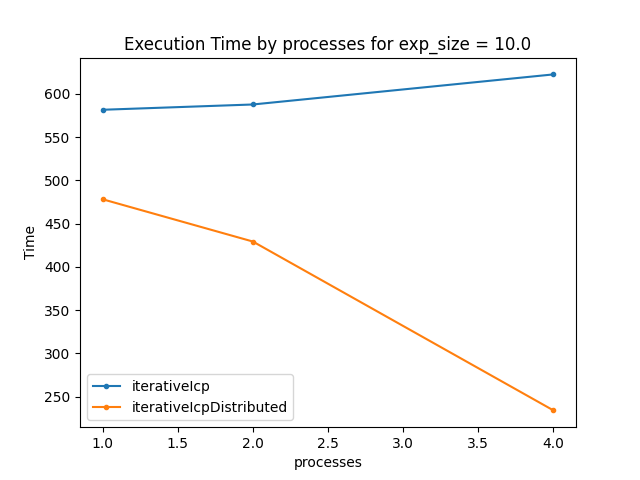 Execution Time by processes for exp_size = 10.0
Time
600
550
500
450
400
350
300
250
iterativeIcp
iterativeIcpDistributed
1.0 1.5 2.0 2.5 3.0 3.5 4.0
processes